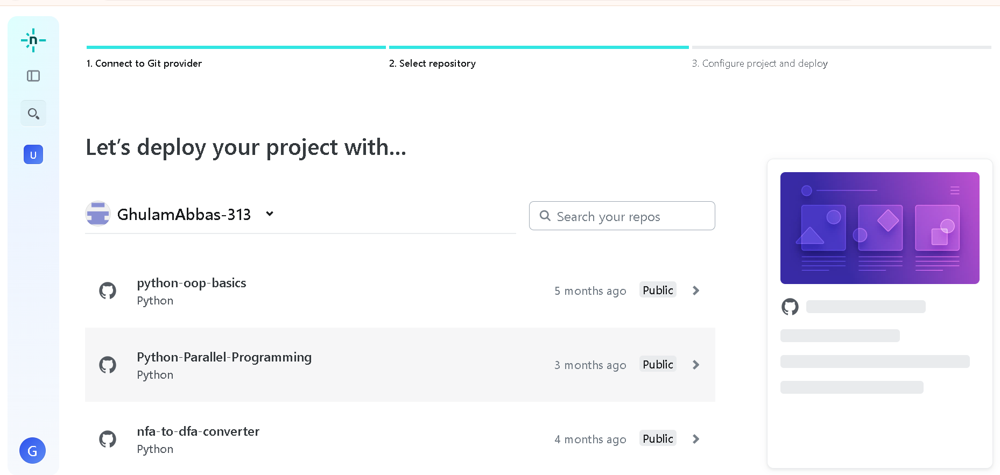 n
1. Connect to Git provider
2. Select repository
3. Configure project and deploy
U
Let’s deploy your project with...
GhulamAbbas-313
Search your repos
python-oop-basics
Python
5 months ago
Public
Python-Parallel-Programming
Python
3 months ago
Public
nfa-to-dfa-converter
Python
4 months ago
Public
G